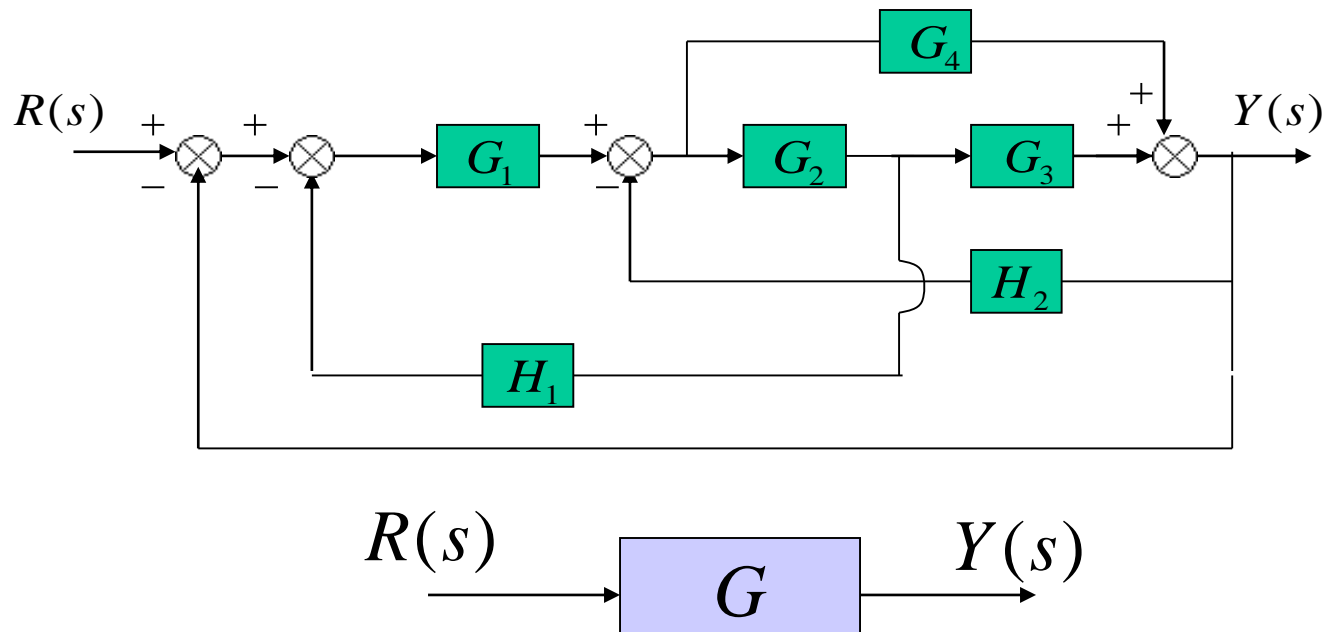 G₄
R(s) + − + − G₁ + − G₂ G₃ + + Y(s)
H₂
H₁
R(s) G Y(s)